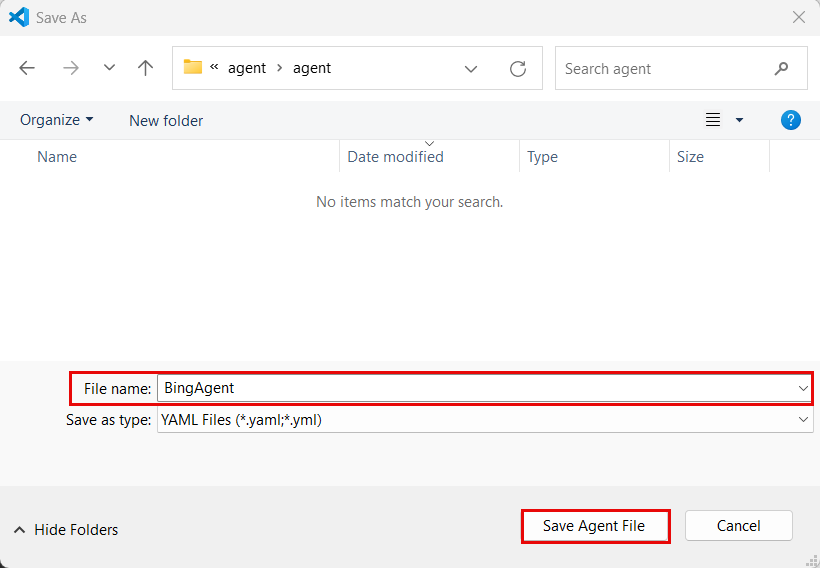 Save As
« agent › agent
Search agent
Organize
New folder
?
Name
Date modified
Type
Size
No items match your search.
File name: BingAgent
Save as type: YAML Files (*.yaml;*.yml)
Hide Folders
Save Agent File
Cancel